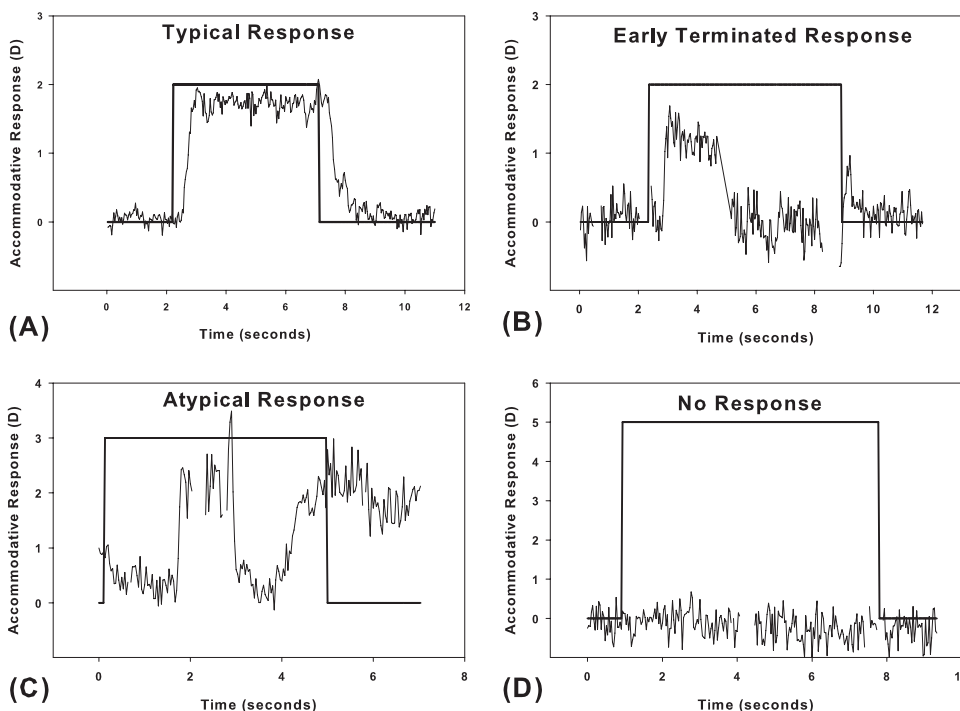 Typical Response
Accommodative Response (D)
3
2
1
0
0 2 4 6 8 10 12
Time (seconds)
(A)
Early Terminated Response
Accommodative Response (D)
3
2
1
0
0 2 4 6 8 10 12
Time (seconds)
(B)
Atypical Response
Accommodative Response (D)
4
3
2
1
0
0 2 4 6 8
Time (seconds)
(C)
No Response
Accommodative Response (D)
6
5
4
3
2
1
0
0 2 4 6 8
Time (seconds)
(D)